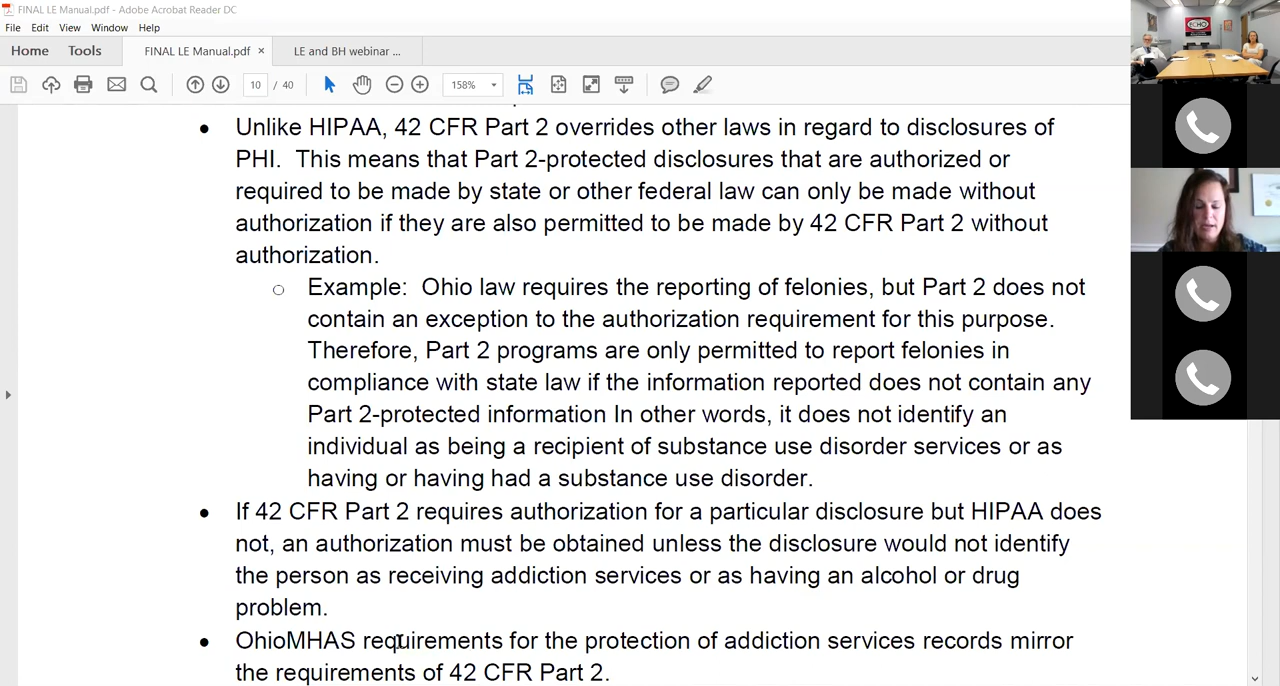 FINAL LE Manual.pdf - Adobe Acrobat Reader DC
File Edit View Window Help
Home Tools FINAL LE Manual.pdf × LE and BH webinar ...
10 / 40 158%
ECHO
• Unlike HIPAA, 42 CFR Part 2 overrides other laws in regard to disclosures of
PHI. This means that Part 2-protected disclosures that are authorized or
required to be made by state or other federal law can only be made without
authorization if they are also permitted to be made by 42 CFR Part 2 without
authorization.
○ Example: Ohio law requires the reporting of felonies, but Part 2 does not
contain an exception to the authorization requirement for this purpose.
Therefore, Part 2 programs are only permitted to report felonies in
compliance with state law if the information reported does not contain any
Part 2-protected information In other words, it does not identify an
individual as being a recipient of substance use disorder services or as
having or having had a substance use disorder.
• If 42 CFR Part 2 requires authorization for a particular disclosure but HIPAA does
not, an authorization must be obtained unless the disclosure would not identify
the person as receiving addiction services or as having an alcohol or drug
problem.
• OhioMHAS requirements for the protection of addiction services records mirror
the requirements of 42 CFR Part 2.